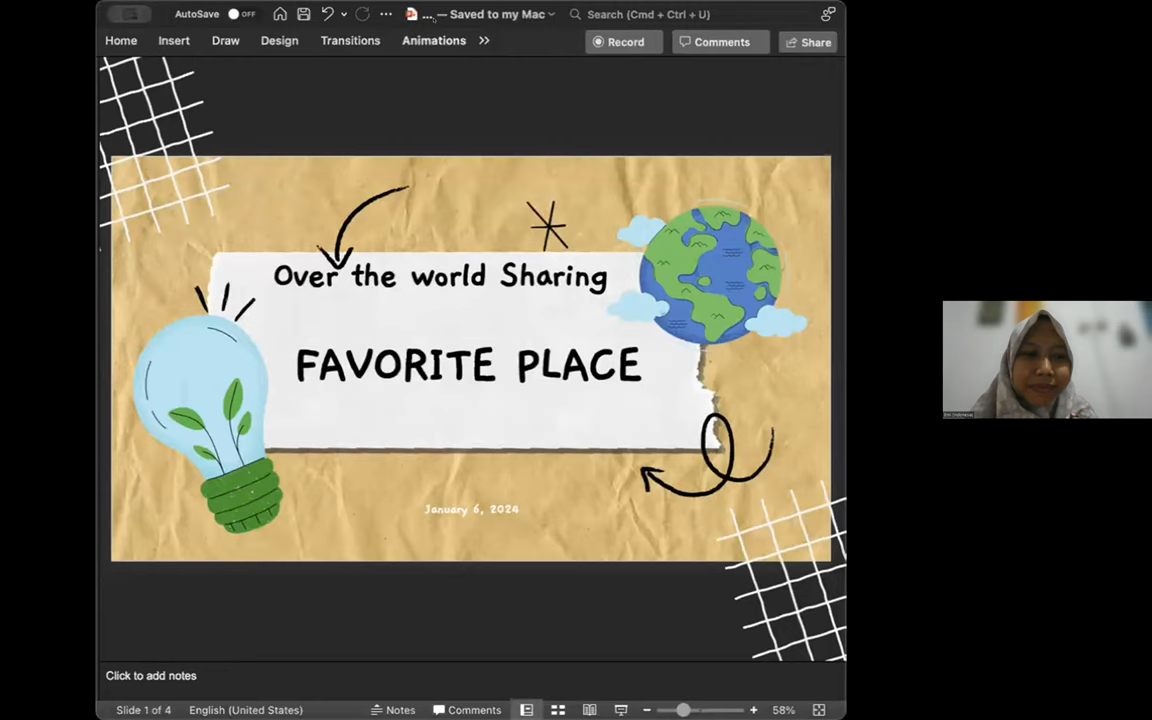 AutoSave OFF ... — Saved to my Mac Search (Cmd + Ctrl + U)
Home Insert Draw Design Transitions Animations Record Comments Share
Over the world Sharing
FAVORITE PLACE
January 6, 2024
Click to add notes
Slide 1 of 4 English (United States) Notes Comments 58%